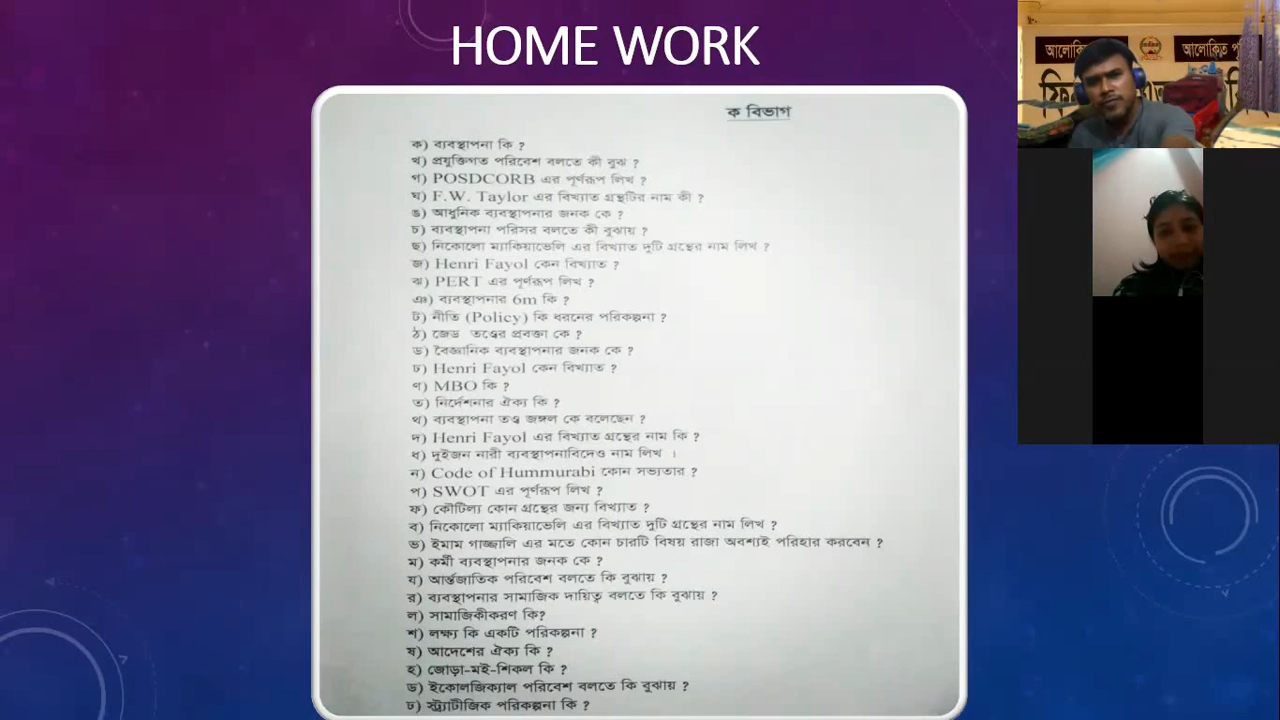 HOME WORK
ক বিভাগ
ক) ব্যবস্থাপনা কি ?
খ) প্রযুক্তিগত পরিবেশ বলতে কী বুঝ ?
গ) POSDCORB এর পূর্ণরূপ লিখ ?
ঘ) F.W. Taylor এর বিখ্যাত গ্রন্থটির নাম কী ?
ঙ) আধুনিক ব্যবস্থাপনার জনক কে ?
চ) ব্যবস্থাপনা পরিসর বলতে কী বুঝায় ?
ছ) নিকোলো ম্যাকিয়াভেলি এর বিখ্যাত দুটি গ্রন্থের নাম লিখ ?
জ) Henri Fayol কেন বিখ্যাত ?
ঝ) PERT এর পূর্ণরূপ লিখ ?
ঞ) ব্যবস্থাপনার 6m কি ?
ট) নীতি (Policy) কি ধরনের পরিকল্পনা ?
ঠ) জেড তত্ত্বের প্রবক্তা কে ?
ড) বৈজ্ঞানিক ব্যবস্থাপনার জনক কে ?
ঢ) Henri Fayol কেন বিখ্যাত ?
ণ) MBO কি ?
ত) নির্দেশনার ঐক্য কি ?
থ) ব্যবস্থাপনা তত্ত্ব জঙ্গল কে বলেছেন ?
দ) Henri Fayol এর বিখ্যাত গ্রন্থের নাম কি ?
ধ) দুইজন নারী ব্যবস্থাপনাবিদেও নাম লিখ ।
ন) Code of Hummurabi কোন সভ্যতার ?
প) SWOT এর পূর্ণরূপ লিখ ?
ফ) কৌটিল্য কোন গ্রন্থের জন্য বিখ্যাত ?
ব) নিকোলো ম্যাকিয়াভেলি এর বিখ্যাত দুটি গ্রন্থের নাম লিখ ?
ভ) ইমাম গাজ্জালি এর মতে কোন চারটি বিষয় রাজা অবশ্যই পরিহার করবেন ?
ম) কর্মী ব্যবস্থাপনার জনক কে ?
য) আর্ন্তজাতিক পরিবেশ বলতে কি বুঝায় ?
র) ব্যবস্থাপনার সামাজিক দায়িত্ব বলতে কি বুঝায় ?
ল) সামাজিকীকরণ কি?
শ) লক্ষ্য কি একটি পরিকল্পনা ?
ষ) আদেশের ঐক্য কি ?
হ) জোড়া-মই-শিকল কি ?
ড) ইকোলজিক্যাল পরিবেশ বলতে কি বুঝায় ?
ঢ) স্ট্র্যাটীজিক পরিকল্পনা কি ?